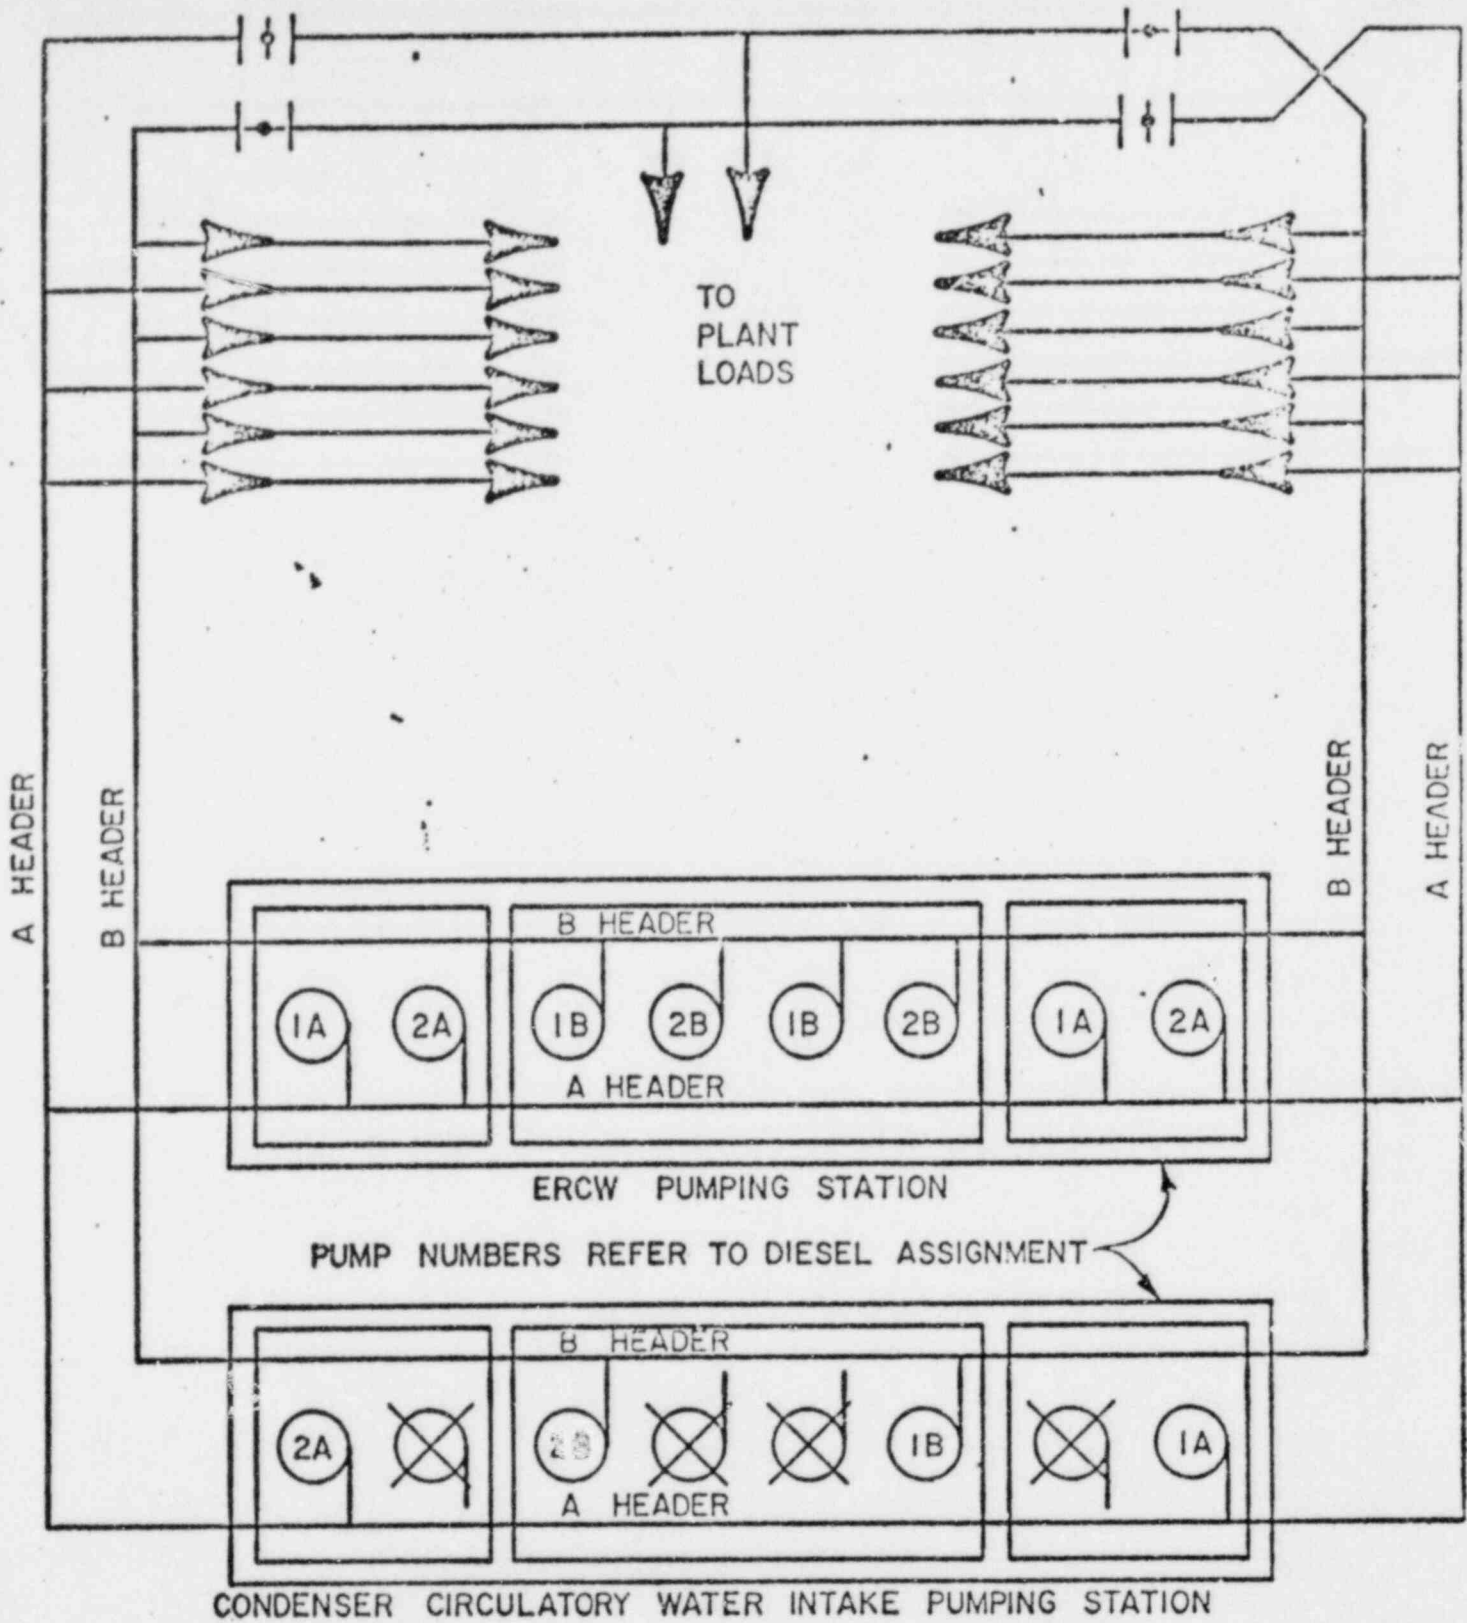 TO
PLANT
LOADS
A HEADER
B HEADER
B HEADER
A HEADER
B HEADER
1A
2A
1B
2B
1B
2B
1A
2A
A HEADER
ERCW PUMPING STATION
PUMP NUMBERS REFER TO DIESEL ASSIGNMENT
B HEADER
2A
2B
1B
1A
A HEADER
CONDENSER CIRCULATORY WATER INTAKE PUMPING STATION